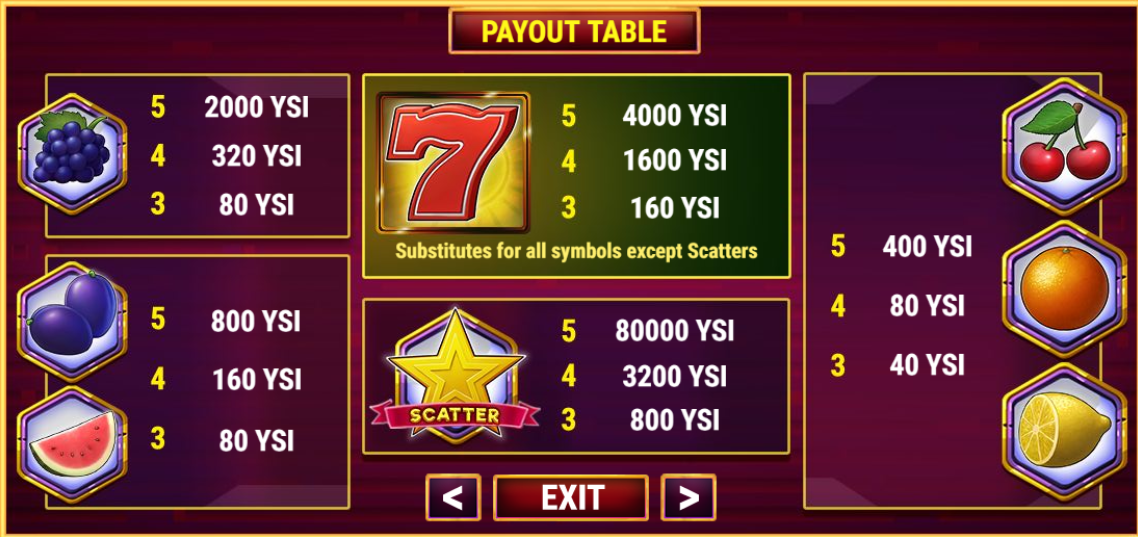 PAYOUT TABLE
5 2000 YSI
4 320 YSI
3 80 YSI
5 800 YSI
4 160 YSI
3 80 YSI
7
5 4000 YSI
4 1600 YSI
3 160 YSI
Substitutes for all symbols except Scatters
SCATTER
5 80000 YSI
4 3200 YSI
3 800 YSI
5 400 YSI
4 80 YSI
3 40 YSI
< EXIT >